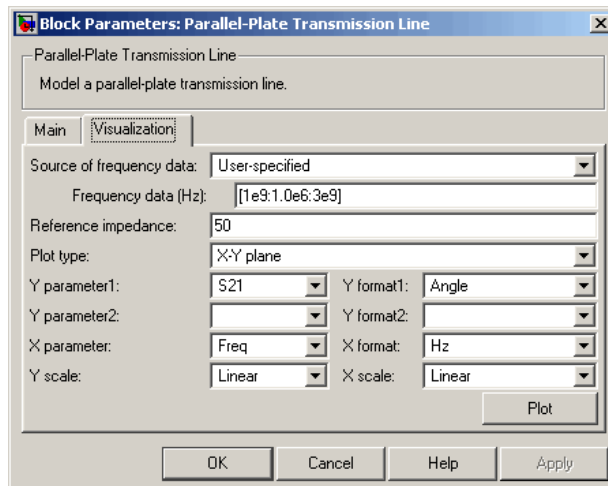 Block Parameters: Parallel-Plate Transmission Line
Parallel-Plate Transmission Line
Model a parallel-plate transmission line.
Main Visualization
Source of frequency data: User-specified
Frequency data (Hz): [1e9:1.0e6:3e9]
Reference impedance: 50
Plot type: X-Y plane
Y parameter1: S21 Y format1: Angle
Y parameter2: Y format2:
X parameter: Freq X format: Hz
Y scale: Linear X scale: Linear
Plot
OK Cancel Help Apply